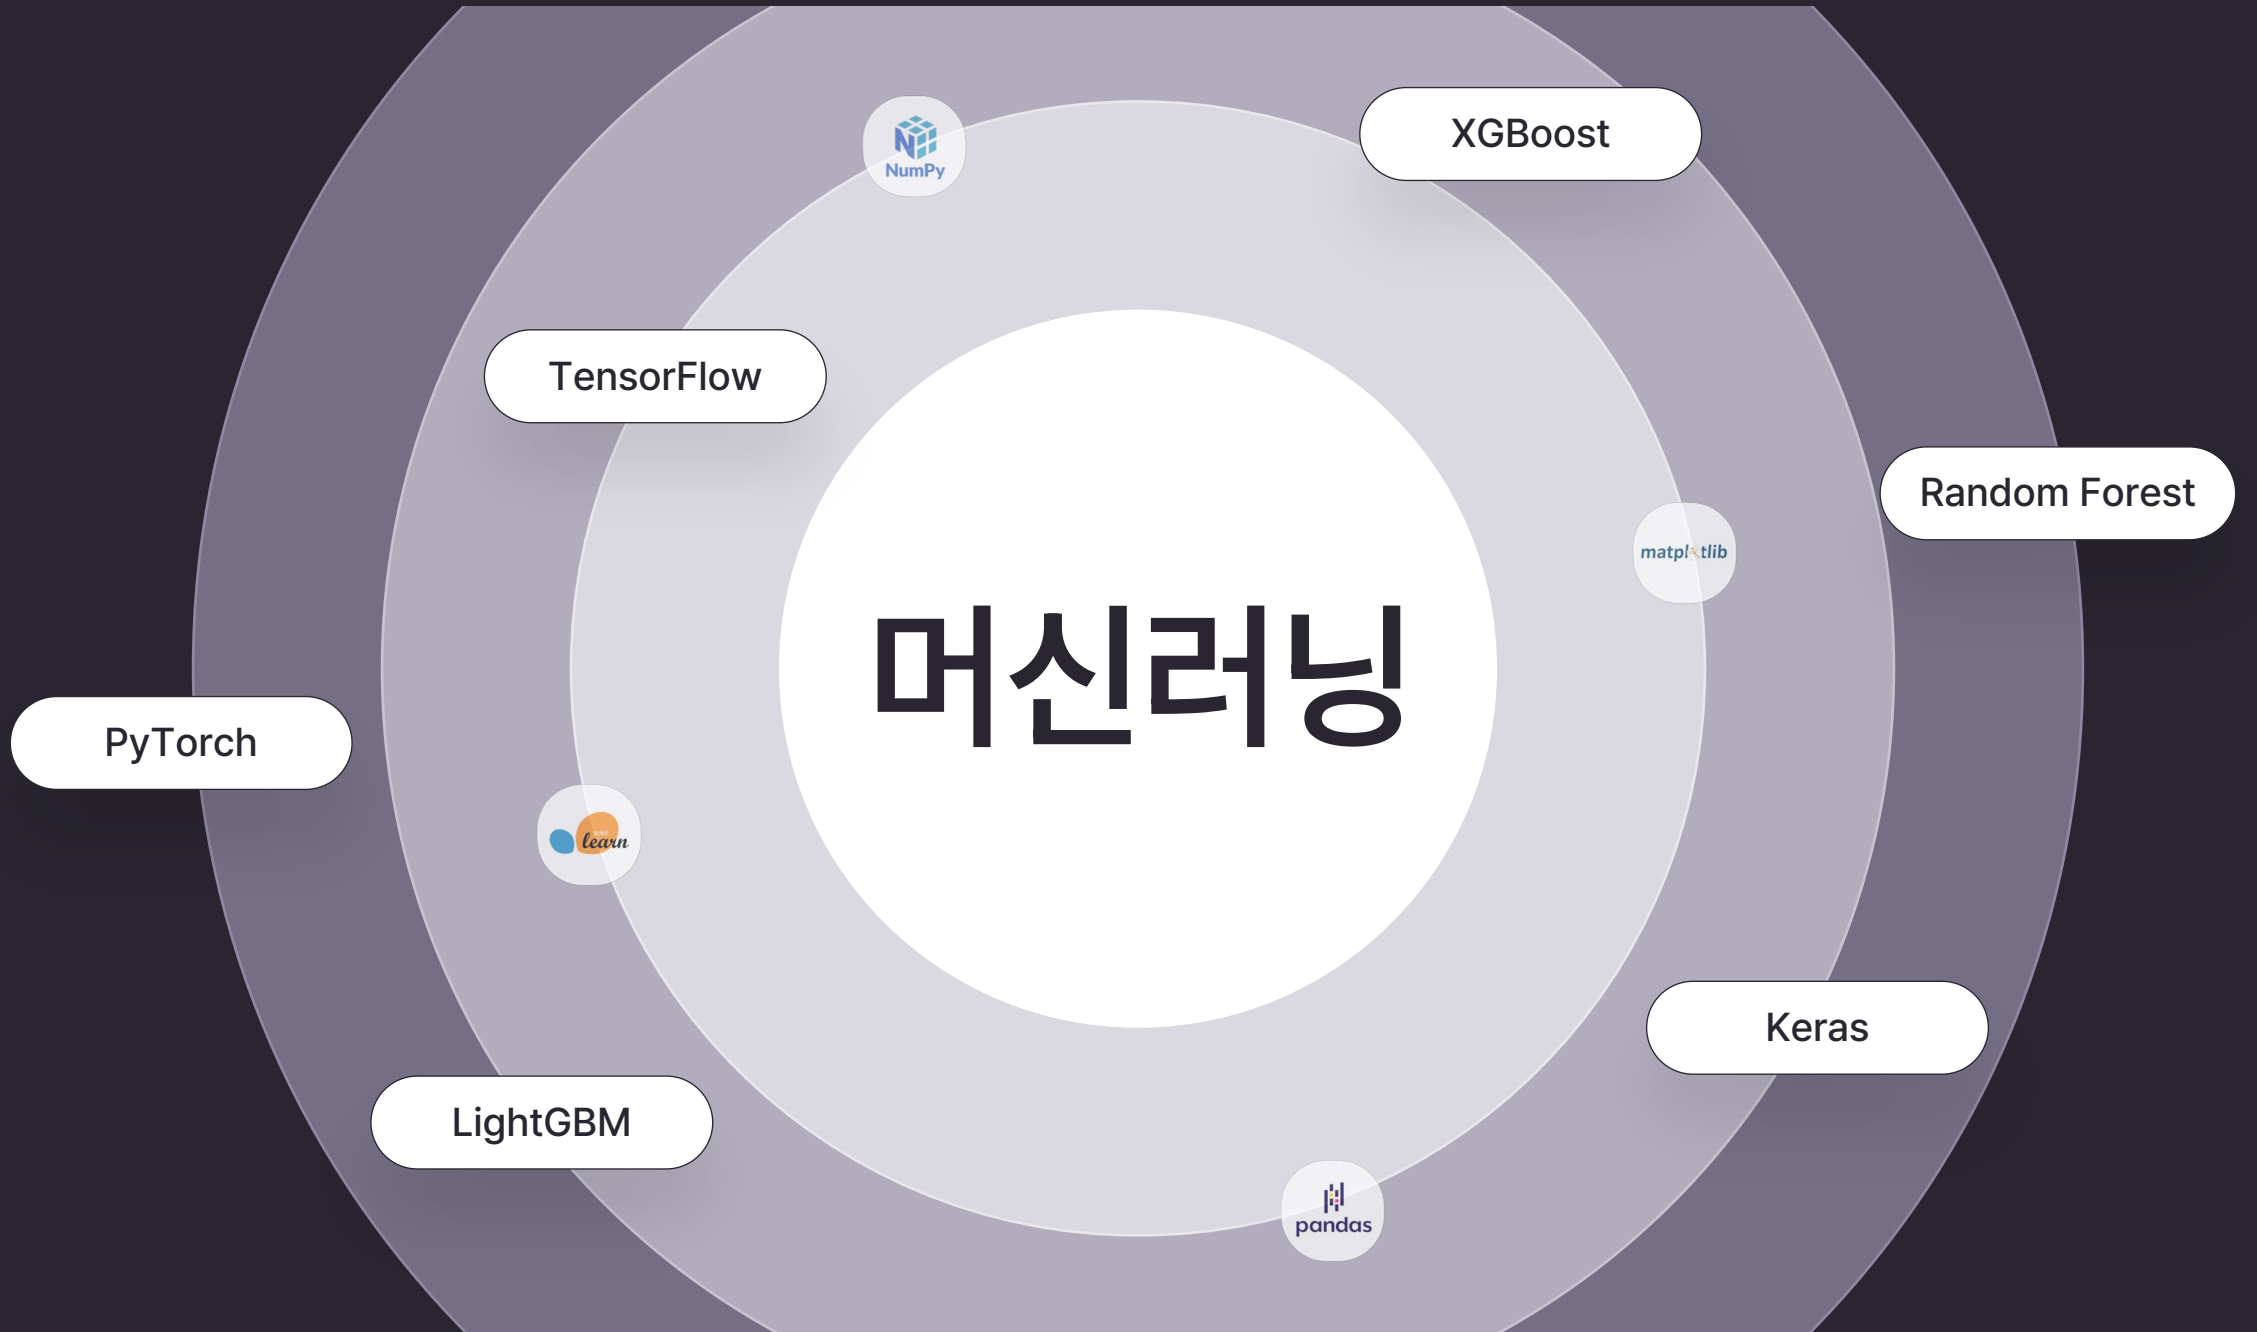 NumPy
XGBoost
TensorFlow
Random Forest
matplotlib
머신러닝
PyTorch
learn
Keras
LightGBM
pandas